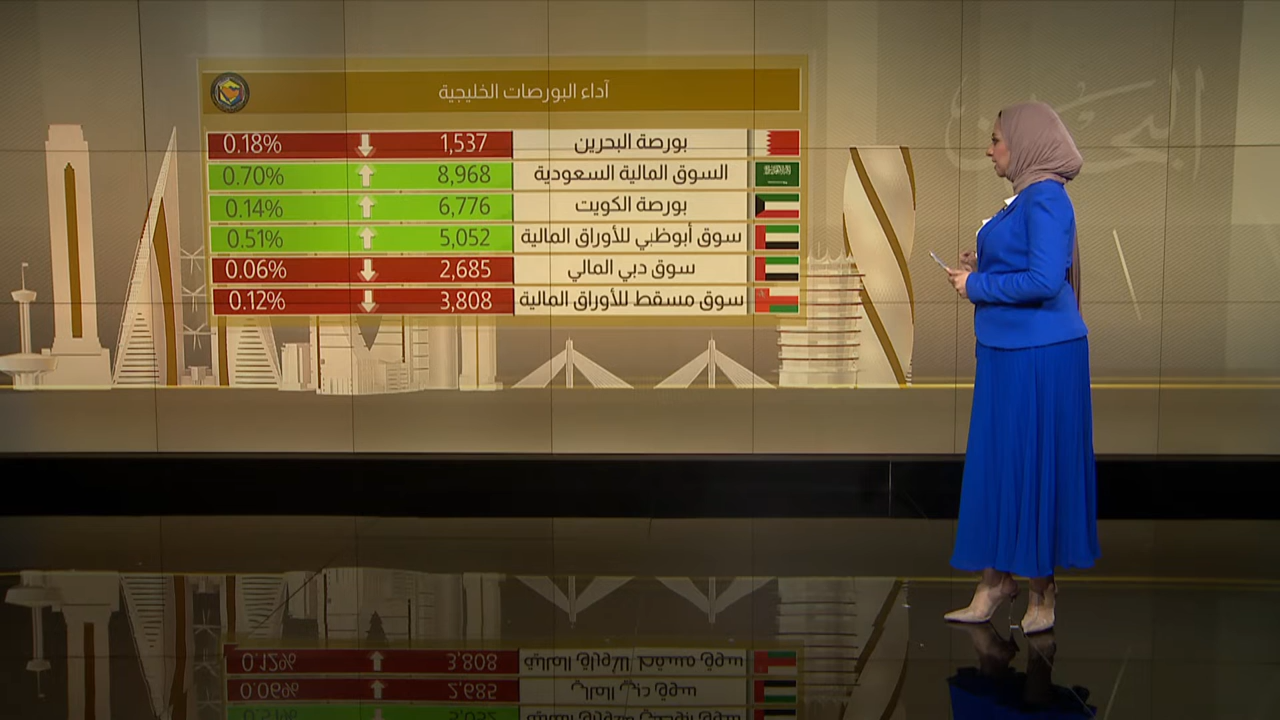 آداء البورصات الخليجية
بورصة البحرين 1,537 0.18%
السوق المالية السعودية 8,968 0.70%
بورصة الكويت 6,776 0.14%
سوق أبوظبي للأوراق المالية 5,052 0.51%
سوق دبي المالي 2,685 0.06%
سوق مسقط للأوراق المالية 3,808 0.12%
البحرين